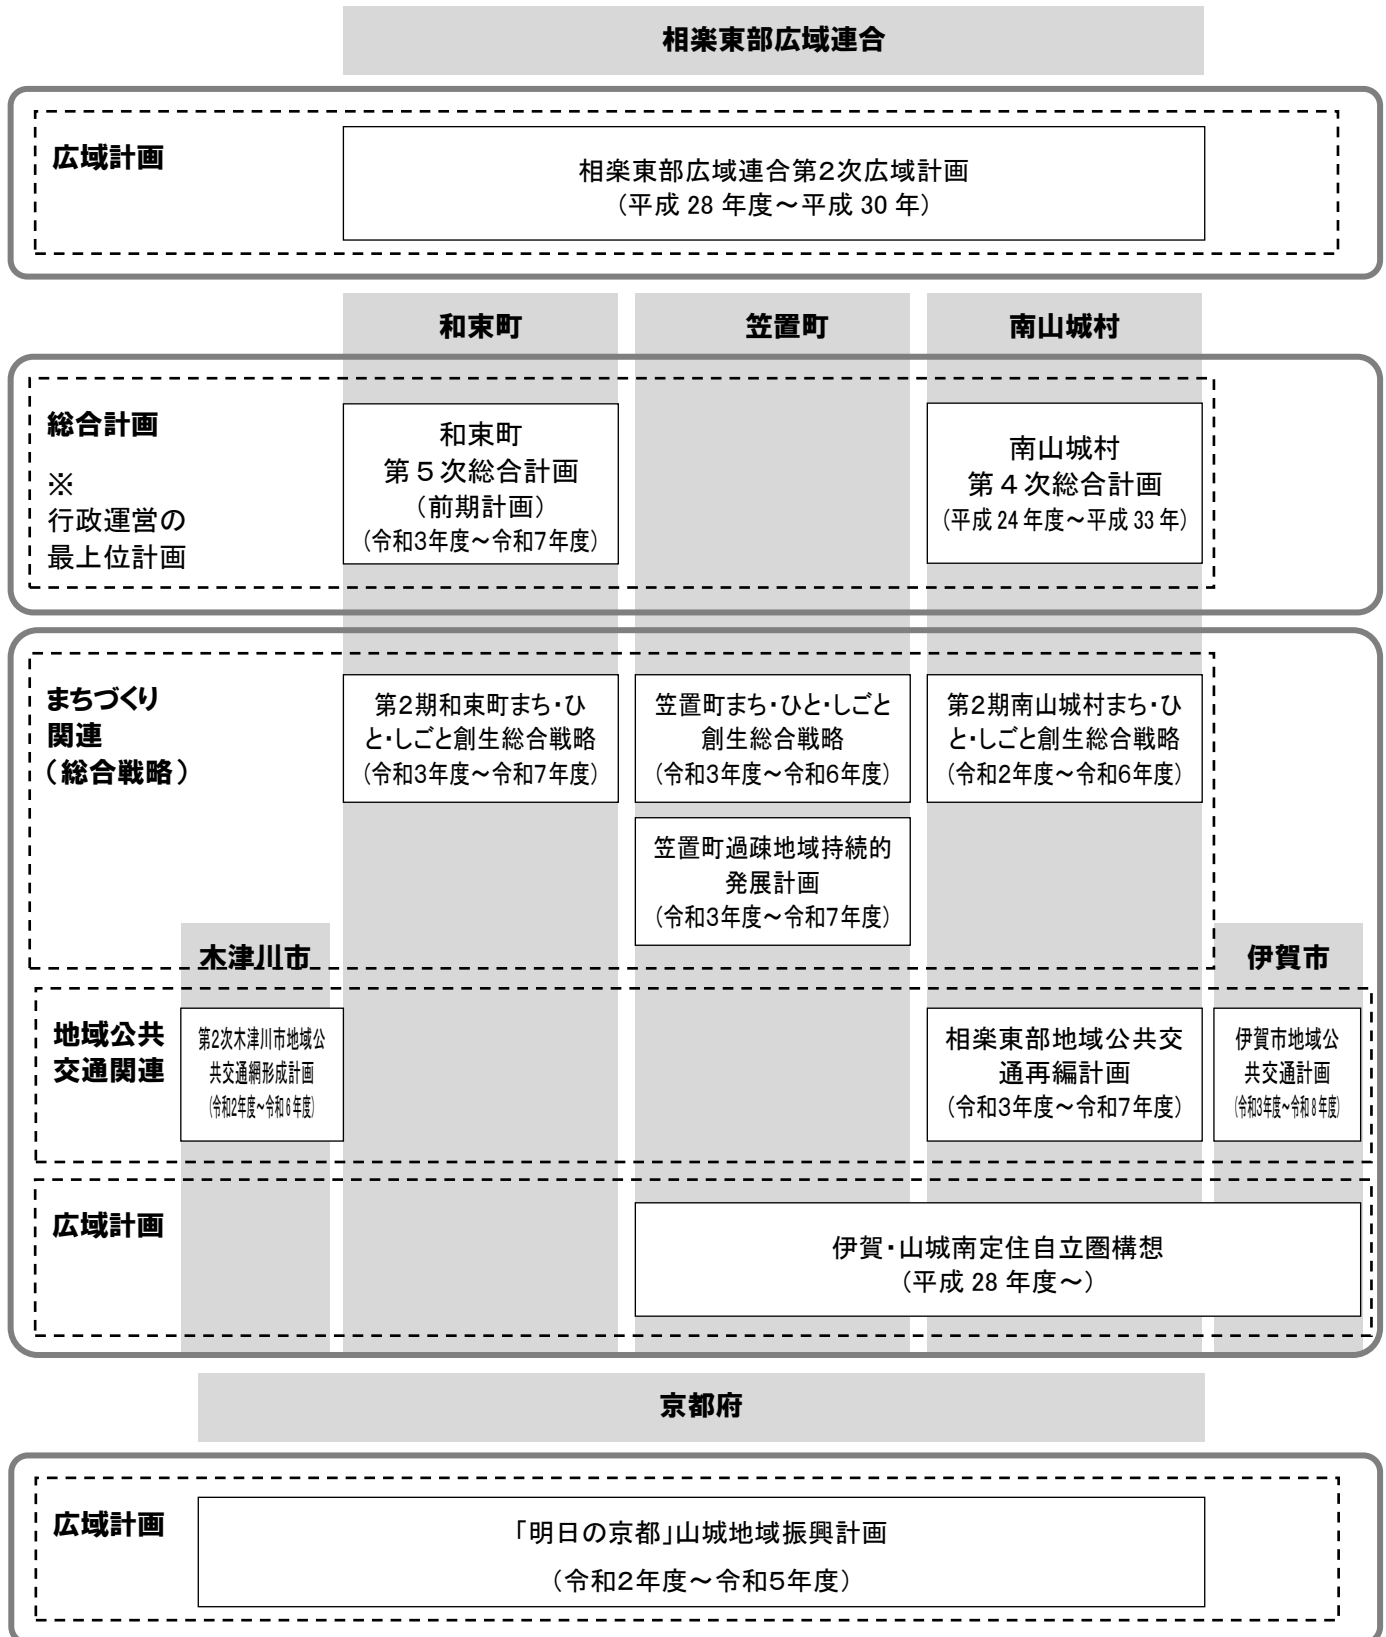 相楽東部広域連合
広域計画
相楽東部広域連合第2次広域計画
(平成 28 年度～平成 30 年)
和束町
笠置町
南山城村
総合計画
※
行政運営の
最上位計画
和束町
第５次総合計画
(前期計画)
(令和3年度～令和7年度)
南山城村
第４次総合計画
(平成 24 年度～平成 33 年)
まちづくり
関連
(総合戦略)
第2期和束町まち・ひ
と・しごと創生総合戦略
(令和3年度～令和7年度)
笠置町まち・ひと・しごと
創生総合戦略
(令和3年度～令和6年度)
第2期南山城村まち・ひ
と・しごと創生総合戦略
(令和2年度～令和6年度)
笠置町過疎地域持続的
発展計画
(令和3年度～令和7年度)
木津川市
伊賀市
地域公共
交通関連
第2次木津川市地域公
共交通網形成計画
(令和2年度～令和６年度)
相楽東部地域公共交
通再編計画
(令和3年度～令和7年度)
伊賀市地域公
共交通計画
(令和3年度～令和８年度)
広域計画
伊賀・山城南定住自立圏構想
(平成 28 年度～)
京都府
広域計画
「明日の京都」山城地域振興計画
(令和2年度～令和5年度)